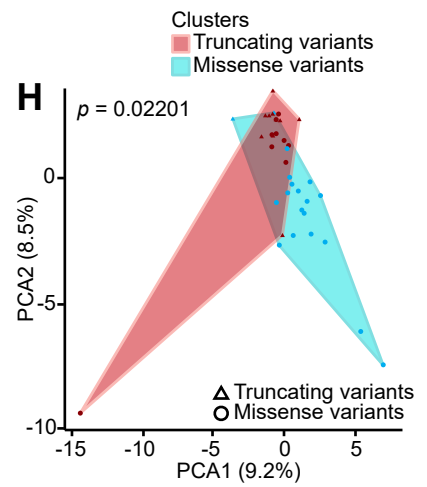 Clusters
Truncating variants
Missense variants
H
p = 0.02201
0
-5
-10
PCA2 (8.5%)
Truncating variants
Missense variants
-15 -10 -5 0 5
PCA1 (9.2%)